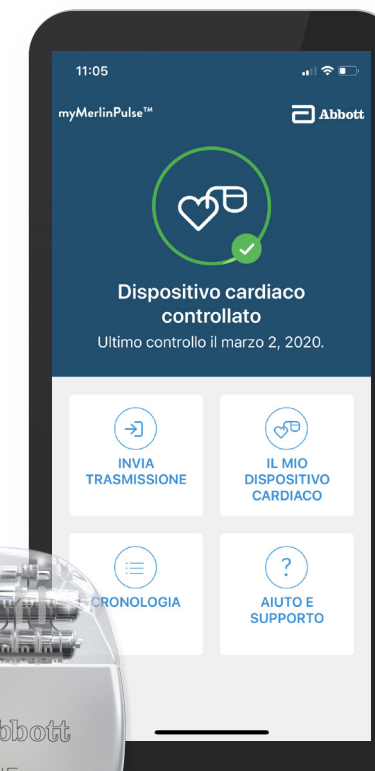 11:05
myMerlinPulse™
Abbott
Dispositivo cardiaco
controllato
Ultimo controllo il marzo 2, 2020.
INVIA
TRASMISSIONE
IL MIO
DISPOSITIVO
CARDIACO
CRONOLOGIA
?
AIUTO E
SUPPORTO